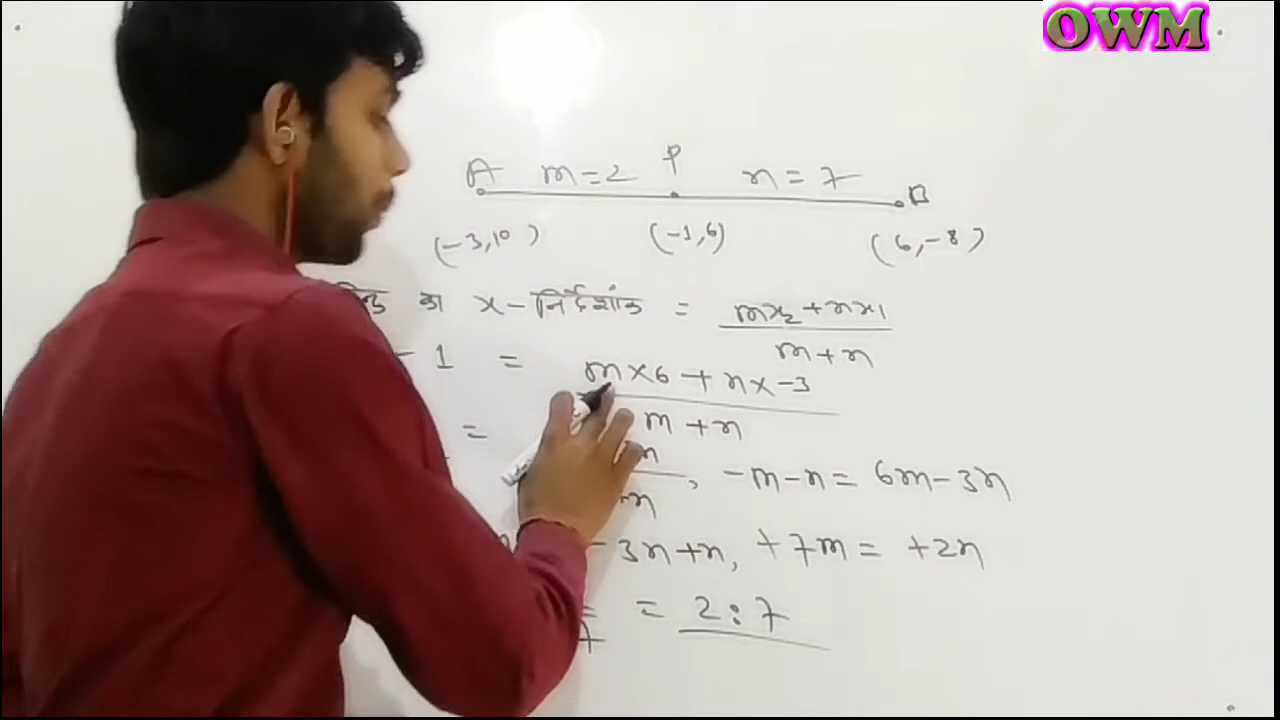 OWM
A m=2 P n=7 B
(-3,10) (-1,6) (6,-8)
का x-निर्देशांक = mx2+nx1
m+n
-1 = m×6+n×-3
m+n
=
, -m-n= 6m-3n
-3n+n, +7m= +2n
= 2:7
7